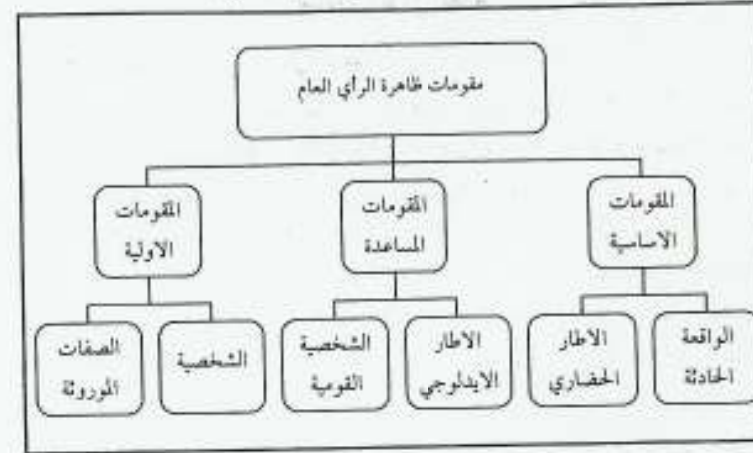 مقومات ظاهرة الرأي العام
المقومات
الاساسية
المقومات
المساعدة
المقومات
الاولية
الواقعة
الحادثة
الاطار
الحضاري
الاطار
الايدلوجي
الشخصية
القومية
الشخصية
الصفات
الموروثة